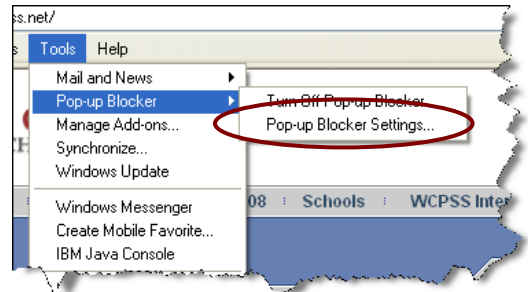 ss.net/
s Tools Help
Mail and News
Pop-up Blocker
Turn Off Pop-up Blocker
Manage Add-ons...
Pop-up Blocker Settings...
Synchronize...
Windows Update
08 : Schools : WCPSS Inter
Windows Messenger
Create Mobile Favorite...
IBM Java Console